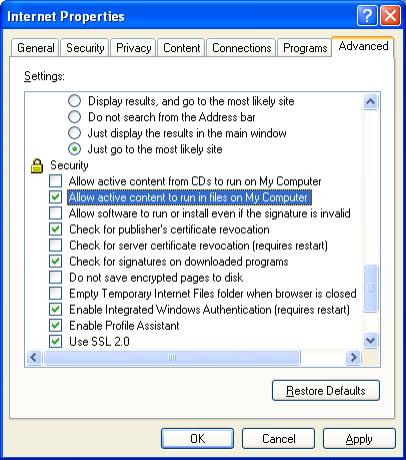 Internet Properties
General
Security
Privacy
Content
Connections
Programs
Advanced
Settings:
Display results, and go to the most likely site
Do not search from the Address bar
Just display the results in the main window
Just go to the most likely site
Security
Allow active content from CDs to run on My Computer
Allow active content to run in files on My Computer
Allow software to run or install even if the signature is invalid
Check for publisher's certificate revocation
Check for server certificate revocation (requires restart)
Check for signatures on downloaded programs
Do not save encrypted pages to disk
Empty Temporary Internet Files folder when browser is closed
Enable Integrated Windows Authentication (requires restart)
Enable Profile Assistant
Use SSL 2.0
Restore Defaults
OK
Cancel
Apply